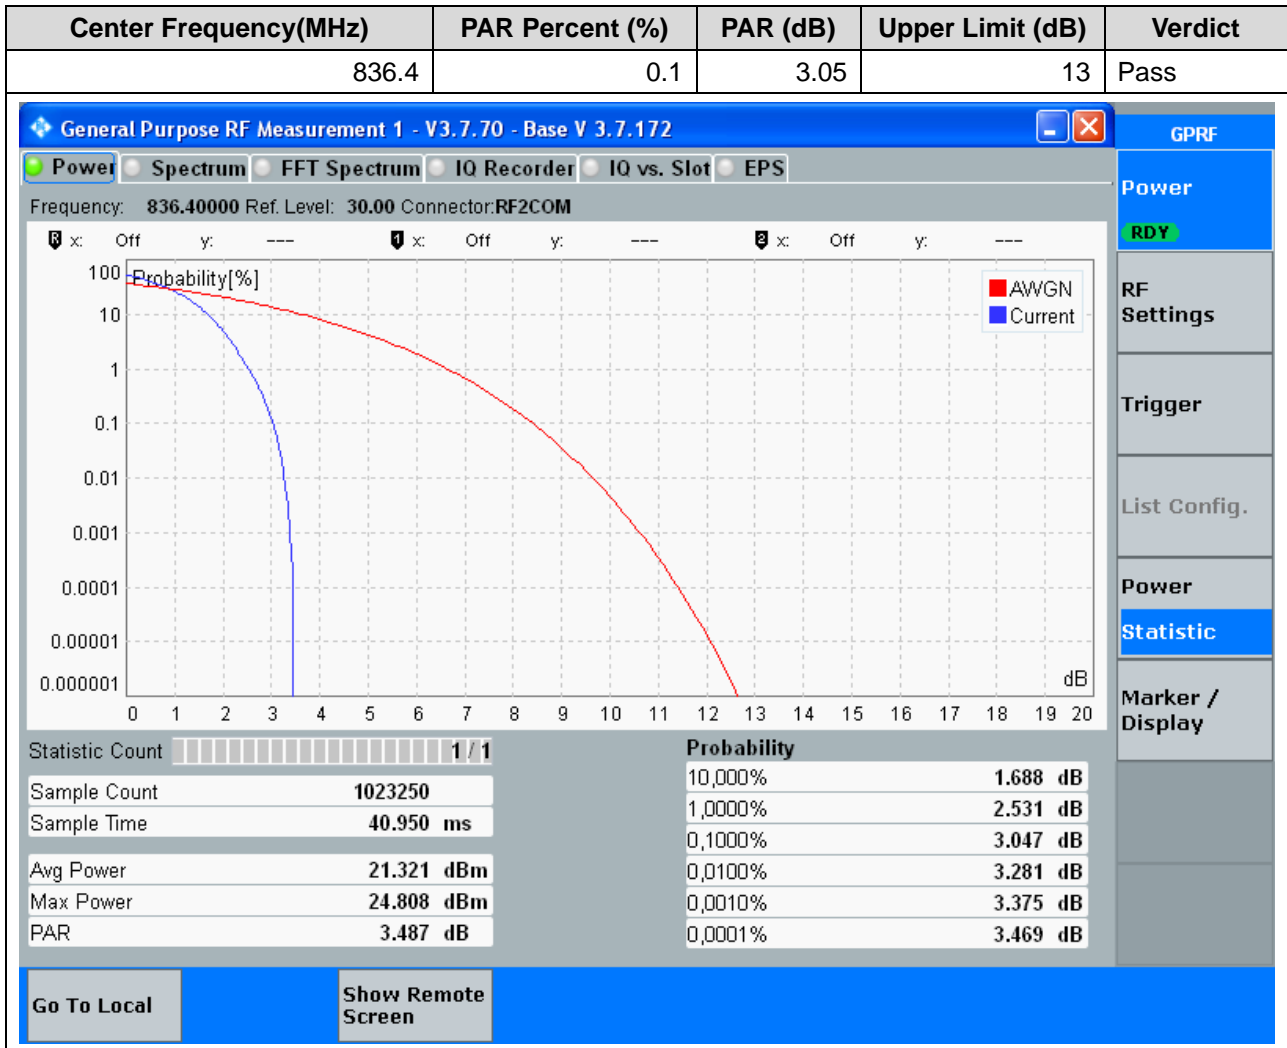 Center Frequency(MHz) PAR Percent (%) PAR (dB) Upper Limit (dB) Verdict
836.4 0.1 3.05 13 Pass
General Purpose RF Measurement 1 - V3.7.70 - Base V 3.7.172
GPRF
Power Spectrum FFT Spectrum IQ Recorder IQ vs. Slot EPS
Power
RDY
Frequency: 836.40000 Ref. Level: 30.00 Connector:RF2COM
R x: Off y: --- 1 x: Off y: --- 2 x: Off y: ---
Probability[%]
AWGN
Current
100
10
1
0.1
0.01
0.001
0.0001
0.00001
0.000001
dB
0 1 2 3 4 5 6 7 8 9 10 11 12 13 14 15 16 17 18 19 20
RF
Settings
Trigger
List Config.
Power
Statistic
Marker /
Display
Statistic Count 1 / 1
Sample Count 1023250
Sample Time 40.950 ms
Avg Power 21.321 dBm
Max Power 24.808 dBm
PAR 3.487 dB
Probability
10,000% 1.688 dB
1,0000% 2.531 dB
0,1000% 3.047 dB
0,0100% 3.281 dB
0,0010% 3.375 dB
0,0001% 3.469 dB
Go To Local
Show Remote
Screen